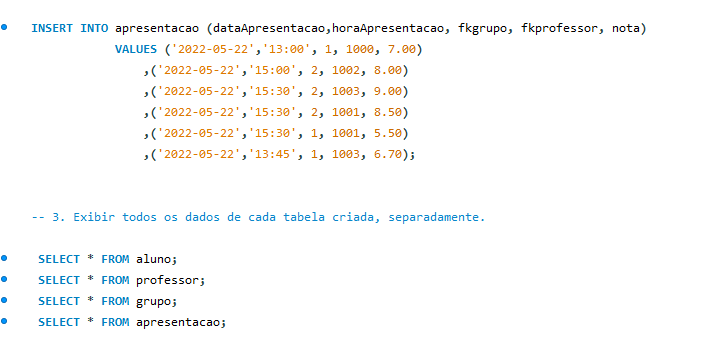 INSERT INTO apresentacao (dataApresentacao,horaApresentacao, fkgrupo, fkprofessor, nota)
VALUES ('2022-05-22','13:00', 1, 1000, 7.00)
,('2022-05-22','15:00', 2, 1002, 8.00)
,('2022-05-22','15:30', 2, 1003, 9.00)
,('2022-05-22','15:30', 2, 1001, 8.50)
,('2022-05-22','15:30', 1, 1001, 5.50)
,('2022-05-22','13:45', 1, 1003, 6.70);
-- 3. Exibir todos os dados de cada tabela criada, separadamente.
SELECT * FROM aluno;
SELECT * FROM professor;
SELECT * FROM grupo;
SELECT * FROM apresentacao;